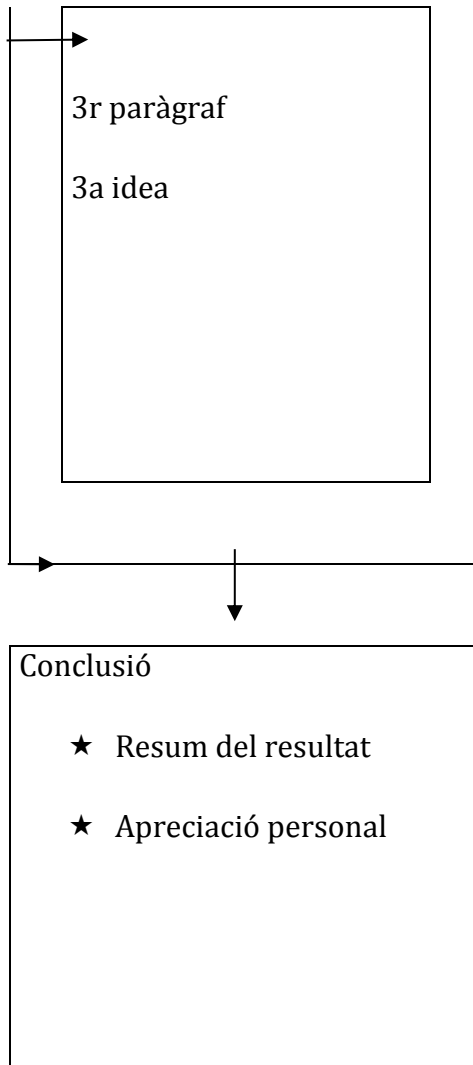 3r paràgraf
3a idea
Conclusió
★ Resum del resultat
★ Apreciació personal